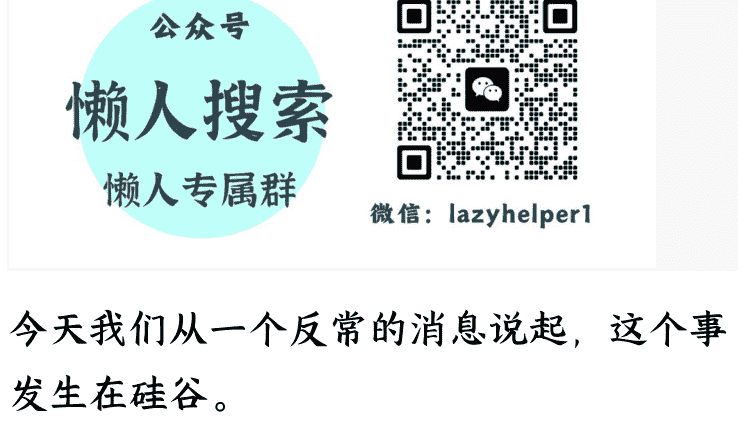 公众号
懒人搜索
懒人专属群
微信：lazyhelper1
今天我们从一个反常的消息说起，这个事
发生在硅谷。